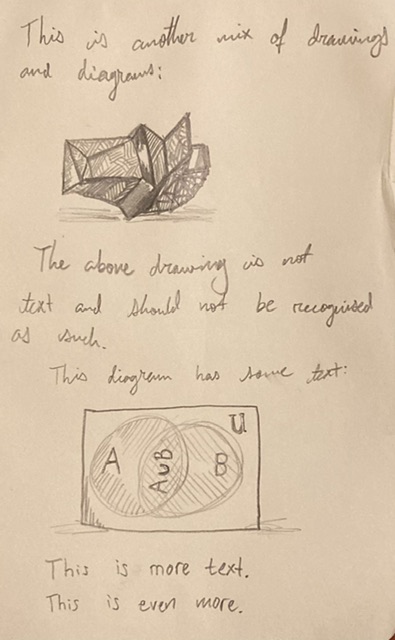 This is another mix of drawings
and diagrams:
The above drawing is not
text and should not be recognised
as such.
This diagram has some text:
U
A
A∪B
B
This is more text.
This is even more.